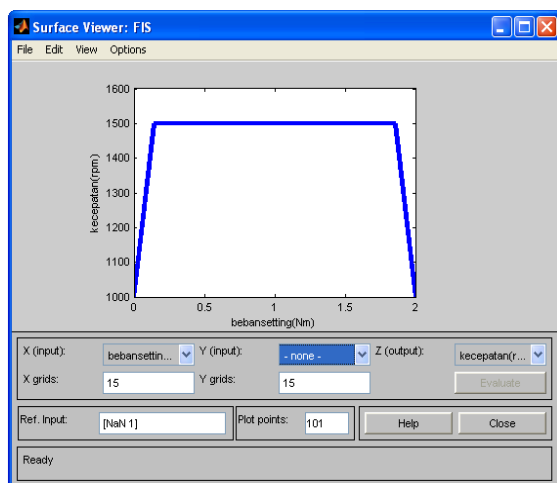 Surface Viewer: FIS
File Edit View Options
1600
1500
1400
1300
1200
1100
1000
kecepatan(rpm)
0 0.5 1 1.5 2
bebansetting(Nm)
X (input): bebansettin... Y (input): - none - Z (output): kecepatan(r...
X grids: 15 Y grids: 15 Evaluate
Ref. Input: [NaN 1] Plot points: 101 Help Close
Ready